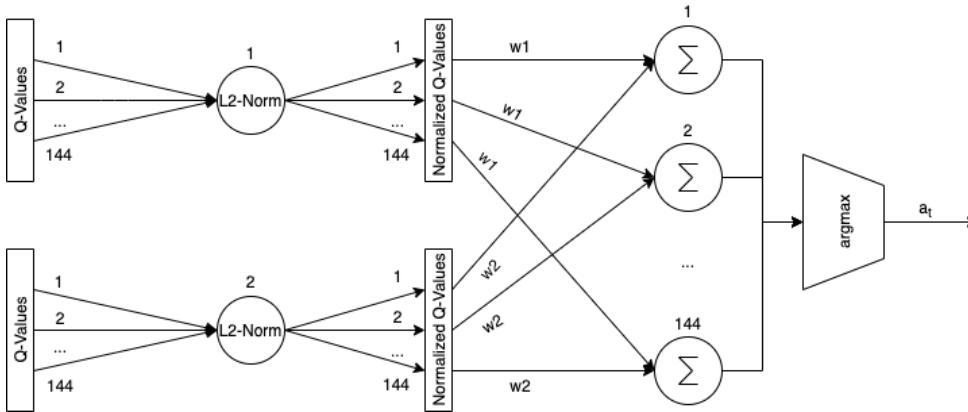 Q-Values
1
2
...
144
1
L2-Norm
1
2
...
144
Normalized Q-Values
w1
w1
w1
Q-Values
1
2
...
144
2
L2-Norm
1
2
...
144
Normalized Q-Values
w2
w2
w2
1
∑
2
∑
...
144
∑
argmax
a_t